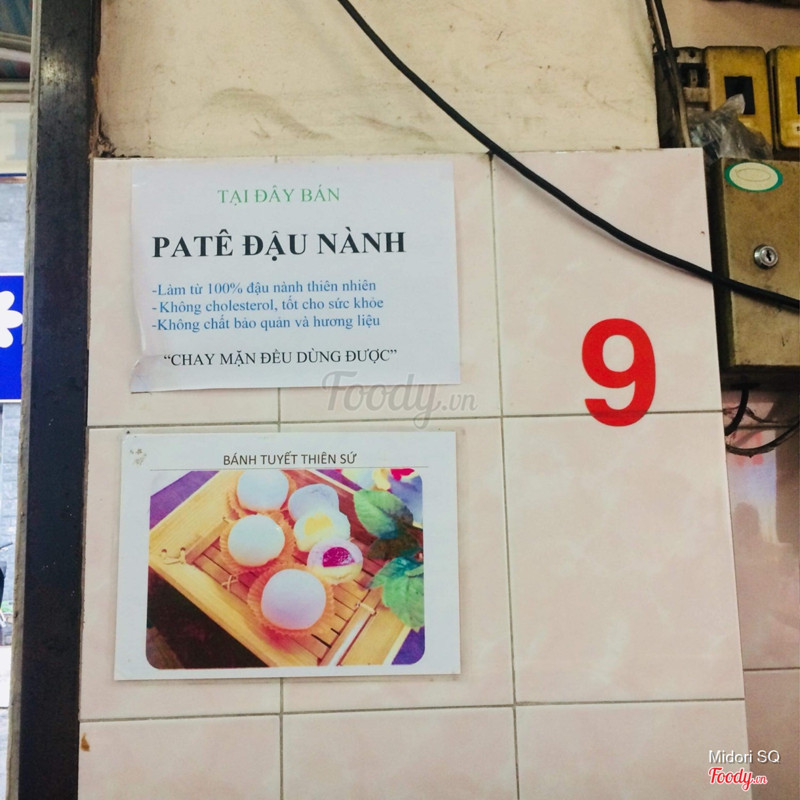 TẠI ĐÂY BÁN
PATÊ ĐẬU NÀNH
-Làm từ 100% đậu nành thiên nhiên
-Không cholesterol, tốt cho sức khỏe
-Không chất bảo quản và hương liệu
“CHAY MẶN ĐỀU DÙNG ĐƯỢC”
9
Foody.vn
BÁNH TUYẾT THIÊN SỨ
Midori SQ
Foody.vn